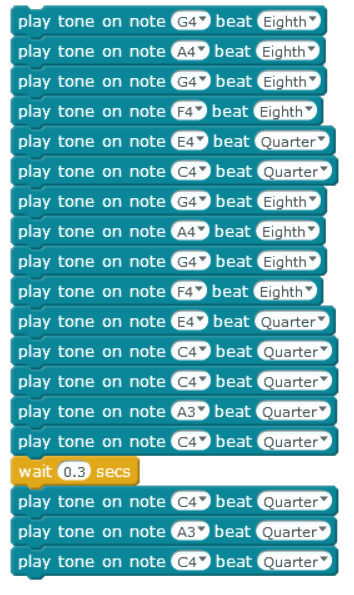 play tone on note G4 beat Eighth
play tone on note A4 beat Eighth
play tone on note G4 beat Eighth
play tone on note F4 beat Eighth
play tone on note E4 beat Quarter
play tone on note C4 beat Quarter
play tone on note G4 beat Eighth
play tone on note A4 beat Eighth
play tone on note G4 beat Eighth
play tone on note F4 beat Eighth
play tone on note E4 beat Quarter
play tone on note C4 beat Quarter
play tone on note C4 beat Quarter
play tone on note A3 beat Quarter
play tone on note C4 beat Quarter
wait 0.3 secs
play tone on note C4 beat Quarter
play tone on note A3 beat Quarter
play tone on note C4 beat Quarter